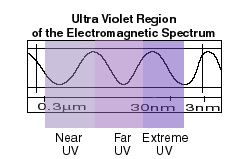 Ultra Violet Region
of the Electromagnetic Spectrum
0.3µm 30nm 3nm
Near Far Extreme
UV UV UV